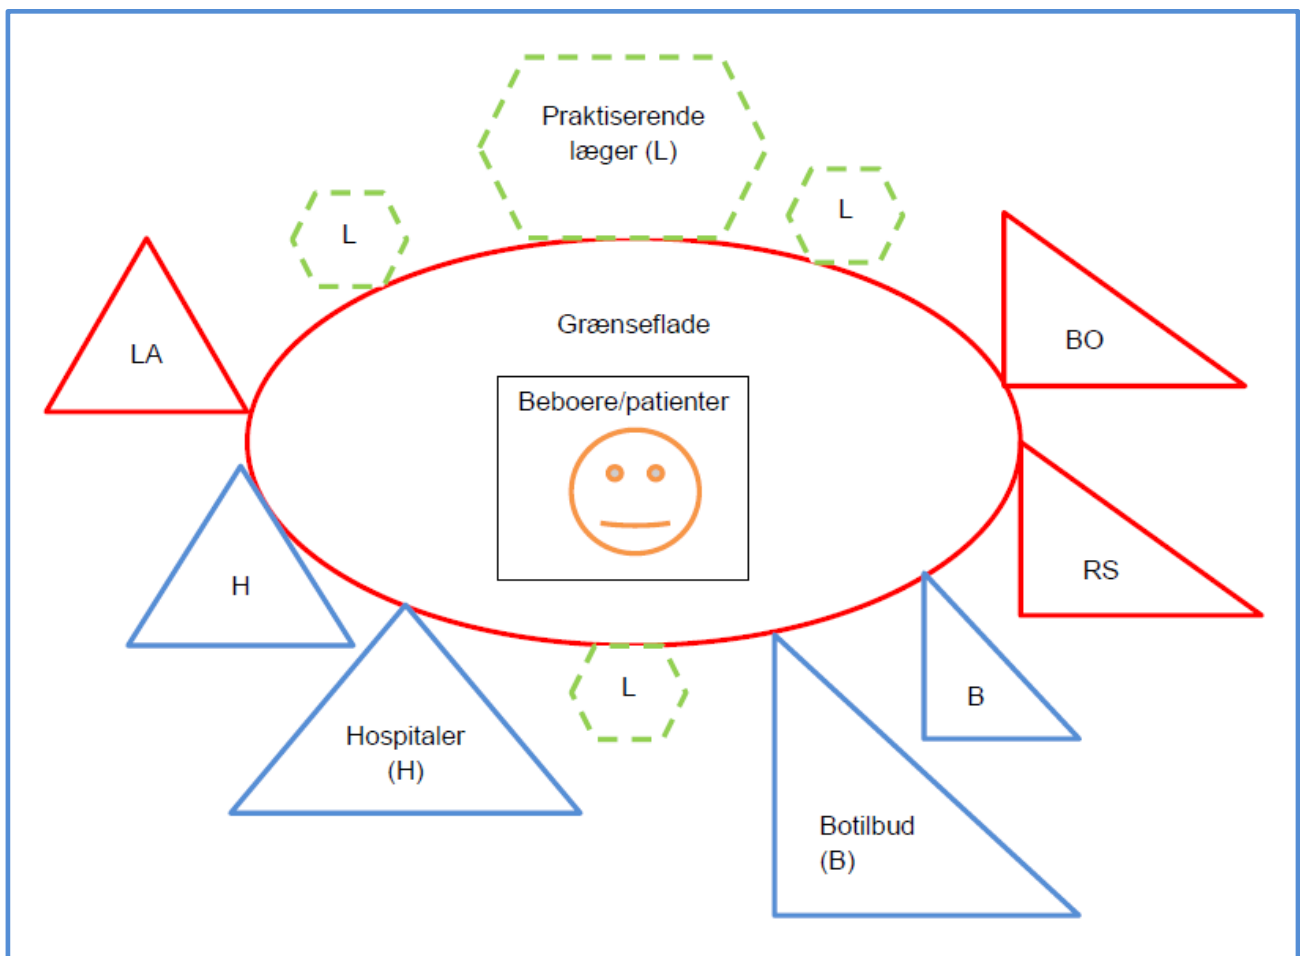 Praktiserende
læger (L)
L
L
BO
Grænseflade
LA
Beboere/patienter
RS
H
L
B
Hospitaler
(H)
Botilbud
(B)